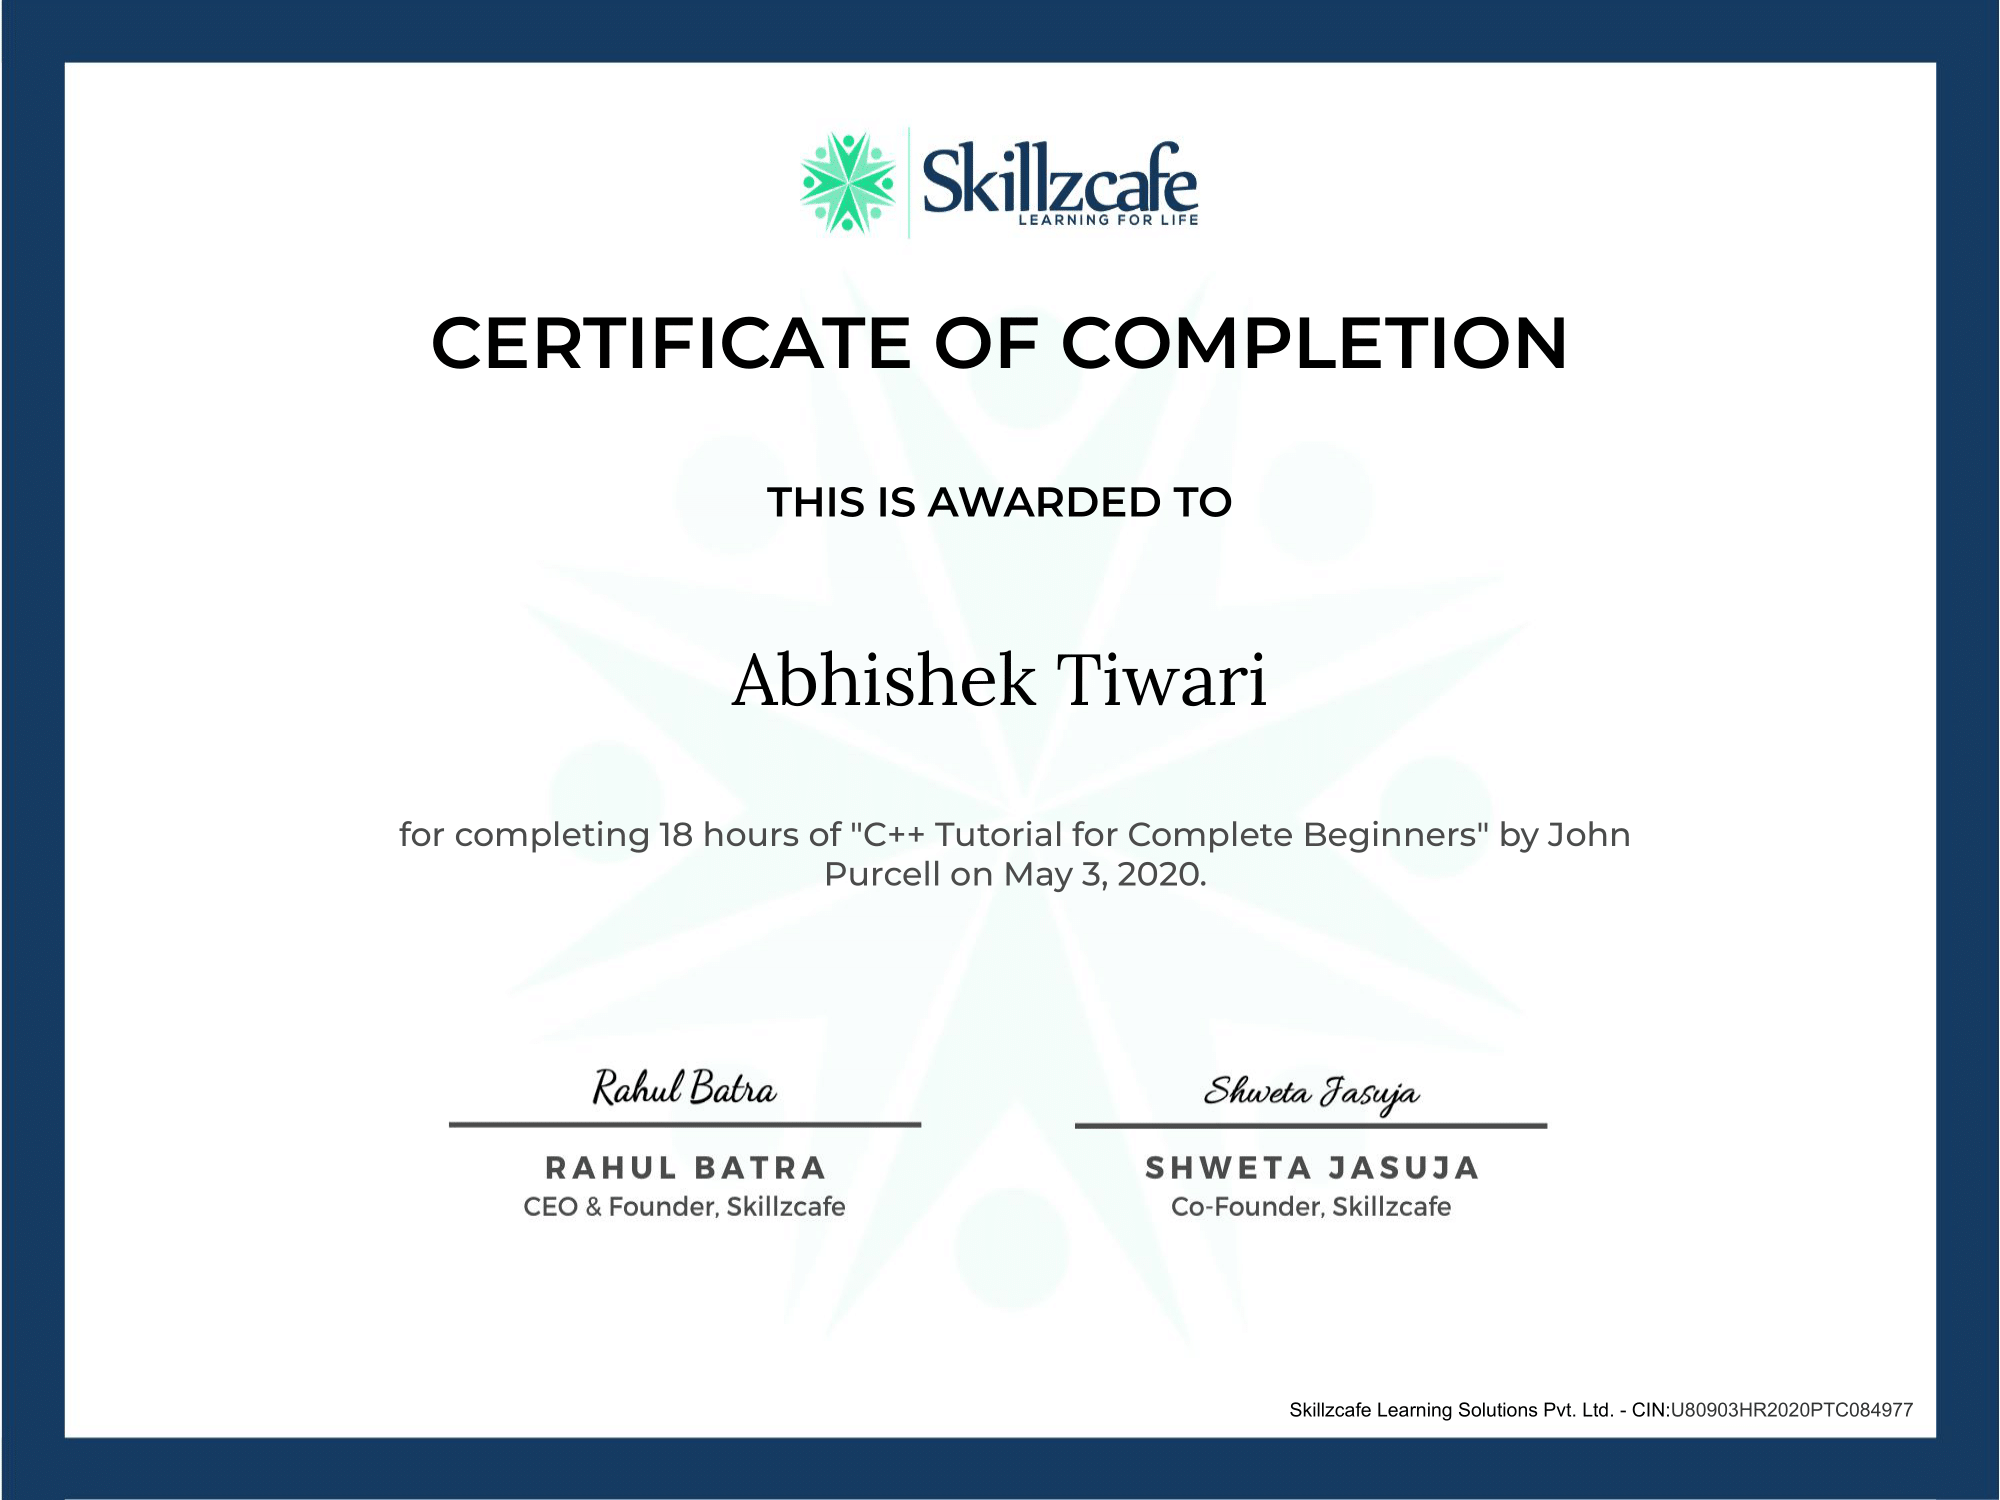 Skillzcafe
LEARNING FOR LIFE
CERTIFICATE OF COMPLETION
THIS IS AWARDED TO
Abhishek Tiwari
for completing 18 hours of "C++ Tutorial for Complete Beginners" by John
Purcell on May 3, 2020.
Rahul Batra
RAHUL BATRA
CEO & Founder, Skillzcafe
Shweta Jasuja
SHWETA JASUJA
Co-Founder, Skillzcafe
Skillzcafe Learning Solutions Pvt. Ltd. - CIN:U80903HR2020PTC084977